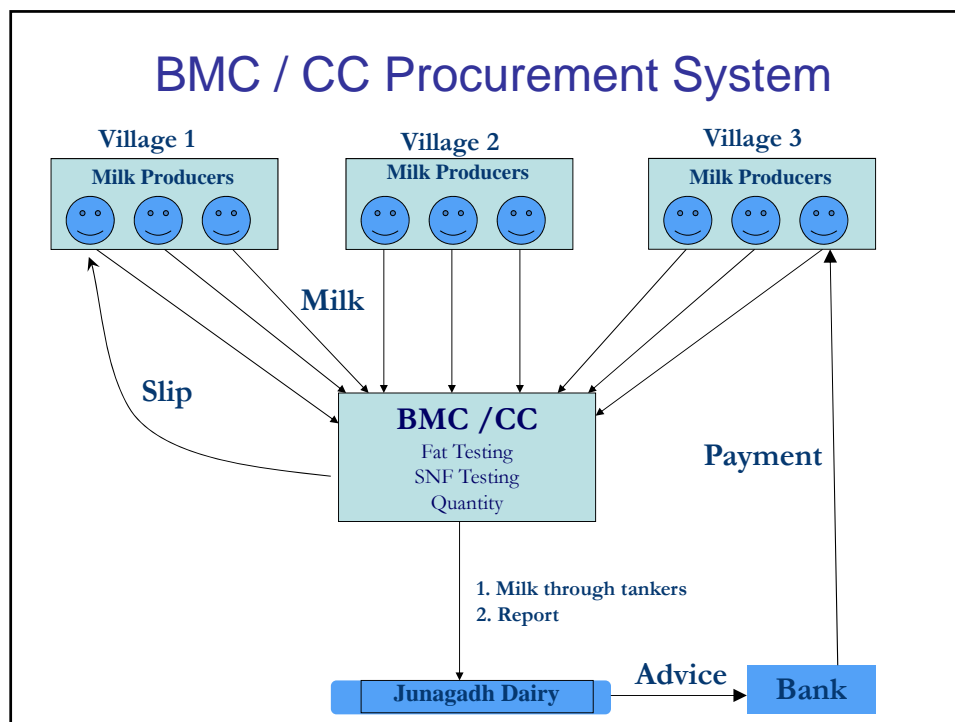 BMC / CC Procurement System
Village 1
Village 2
Village 3
Milk Producers
Milk Producers
Milk Producers
Milk
Slip
BMC /CC
Fat Testing
SNF Testing
Quantity
Payment
1. Milk through tankers
2. Report
Junagadh Dairy
Advice
Bank